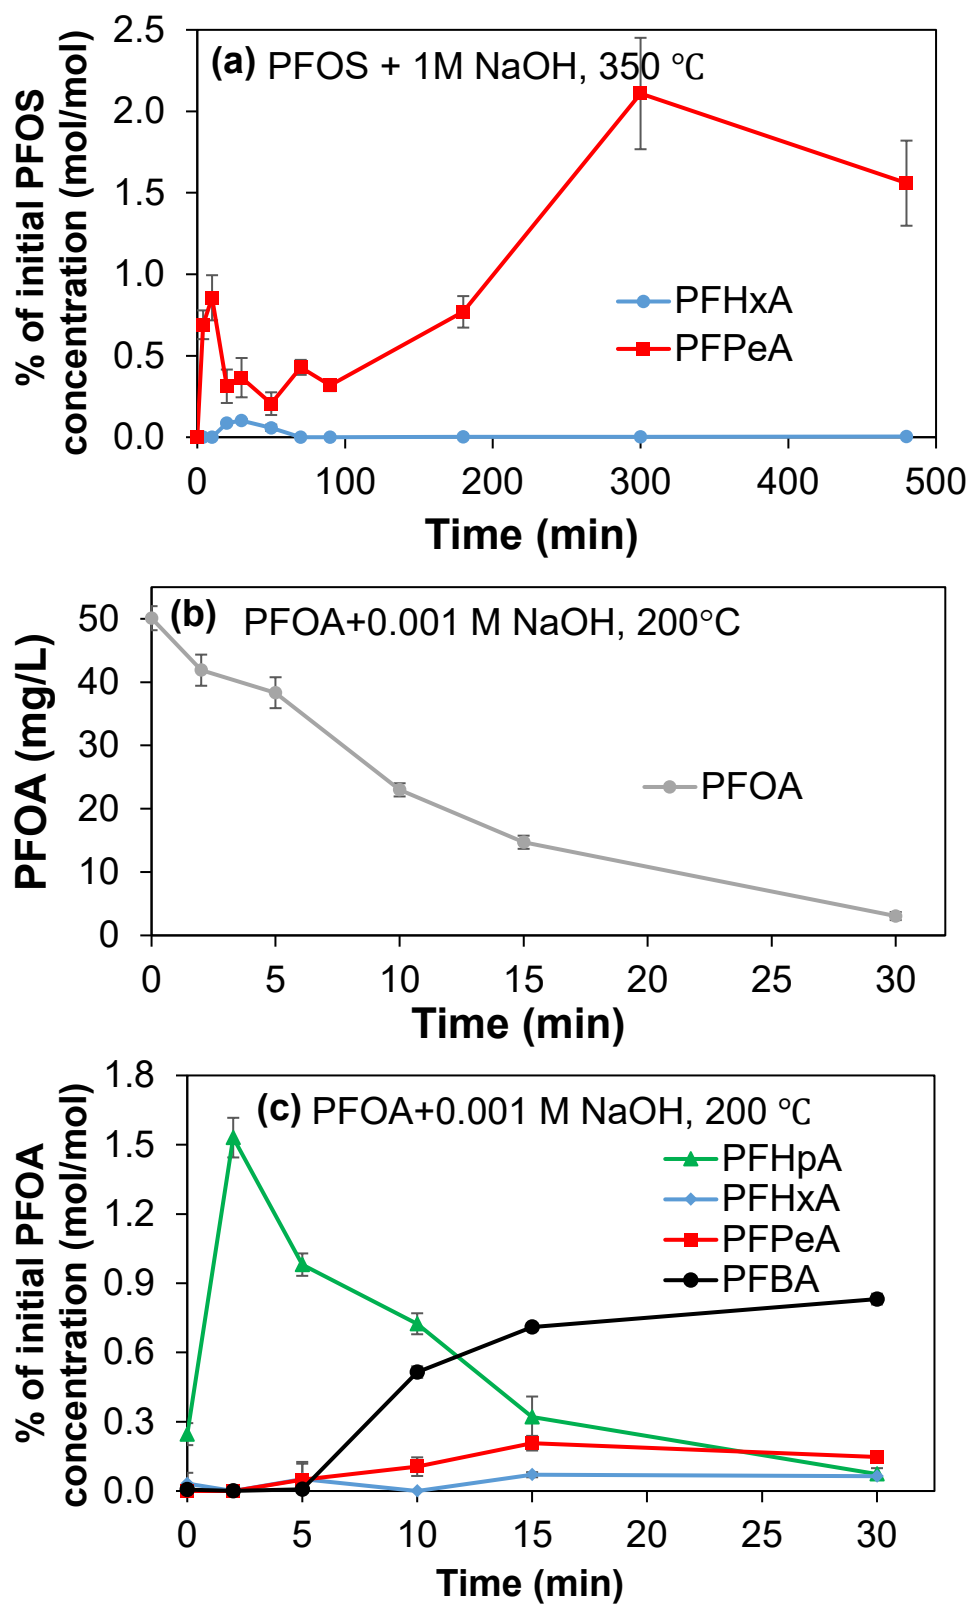 (a) PFOS + 1M NaOH, 350 ℃
% of initial PFOS
concentration (mol/mol)
2.5
2.0
1.5
1.0
0.5
0.0
PFHxA
PFPeA
0 100 200 300 400 500
Time (min)
(b) PFOA+0.001 M NaOH, 200°C
PFOA (mg/L)
50
40
30
20
10
0
PFOA
0 5 10 15 20 25 30
Time (min)
(c) PFOA+0.001 M NaOH, 200 ℃
% of initial PFOA
concentration (mol/mol)
1.8
1.5
1.2
0.9
0.6
0.3
0.0
PFHpA
PFHxA
PFPeA
PFBA
0 5 10 15 20 25 30
Time (min)